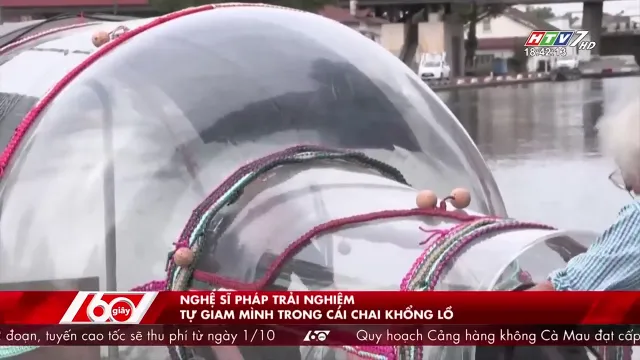 HTV7 HD
18:42:13
60 giây
NGHỆ SĨ PHÁP TRẢI NGHIỆM
TỰ GIAM MÌNH TRONG CÁI CHAI KHỔNG LỒ
đoạn, tuyến cao tốc sẽ thu phí từ ngày 1/10 60 Quy hoạch Cảng hàng không Cà Mau đạt cấp